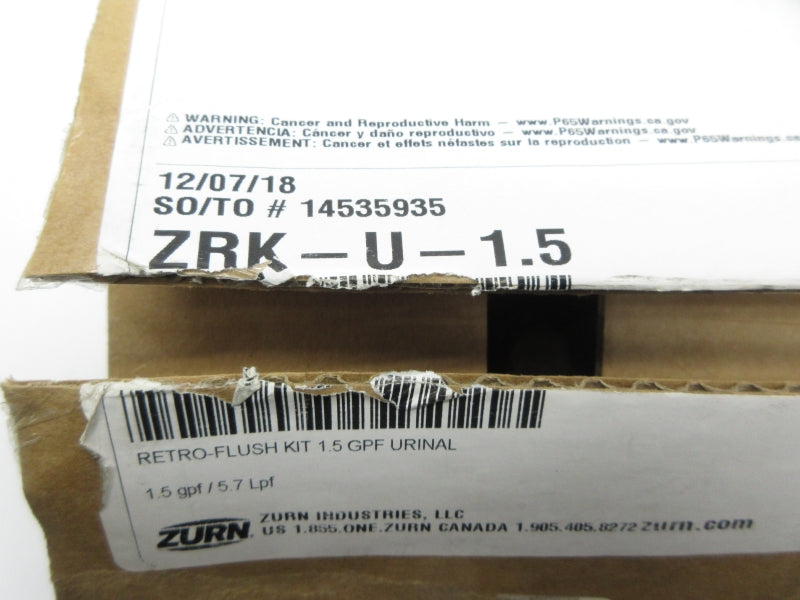 ⚠ WARNING: Cancer and Reproductive Harm — www.P65Warnings.ca.gov
⚠ ADVERTENCIA: Cáncer y daño reproductivo — www.P65Warnings.ca.gov
⚠ AVERTISSEMENT: Cancer et effets néfastes sur la reproduction — www.P65Warnings.ca
12/07/18
SO/TO # 14535935
ZRK-U-1.5
RETRO-FLUSH KIT 1.5 GPF URINAL
1.5 gpf / 5.7 Lpf
ZURN
ZURN INDUSTRIES, LLC
US 1.855.ONE.ZURN CANADA 1.905.405.8272 zurn.com